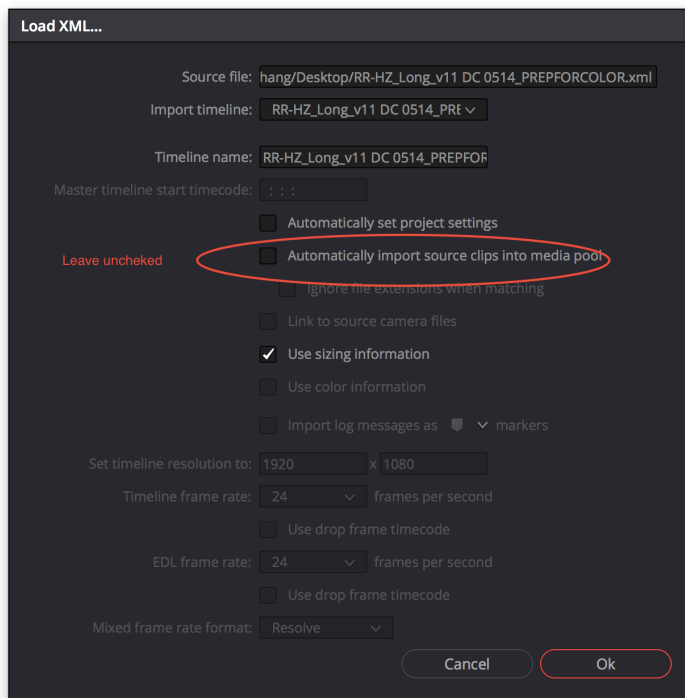 Load XML...
Source file: hang/Desktop/RR-HZ_Long_v11 DC 0514_PREPFORCOLOR.xml
Import timeline: RR-HZ_Long_v11 DC 0514_PRE
Timeline name: RR-HZ_Long_v11 DC 0514_PREPFOR
Master timeline start timecode: : : :
Automatically set project settings
Leave uncheked
Automatically import source clips into media pool
Ignore file extensions when matching
Link to source camera files
Use sizing information
Use color information
Import log messages as markers
Set timeline resolution to: 1920 x 1080
Timeline frame rate: 24 frames per second
Use drop frame timecode
EDL frame rate: 24 frames per second
Use drop frame timecode
Mixed frame rate format: Resolve
Cancel Ok